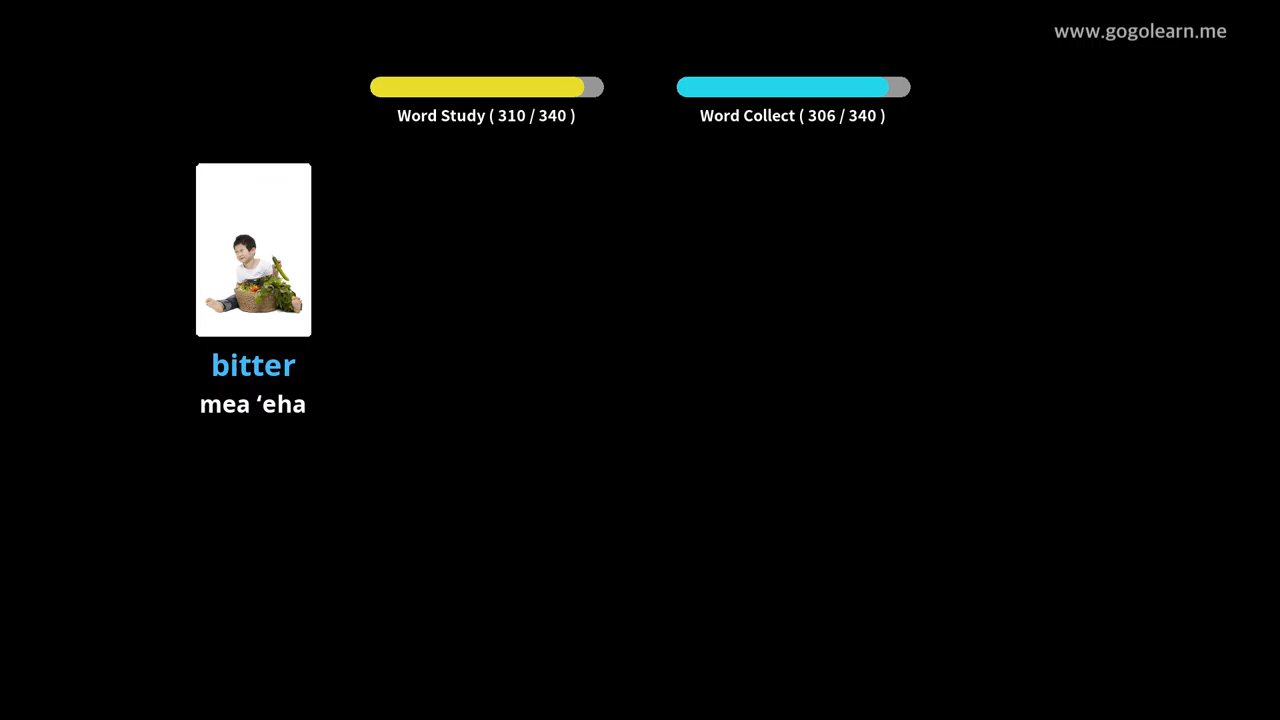 www.gogolearn.me
Word Study ( 310 / 340 )
Word Collect ( 306 / 340 )
bitter
mea ‘eha